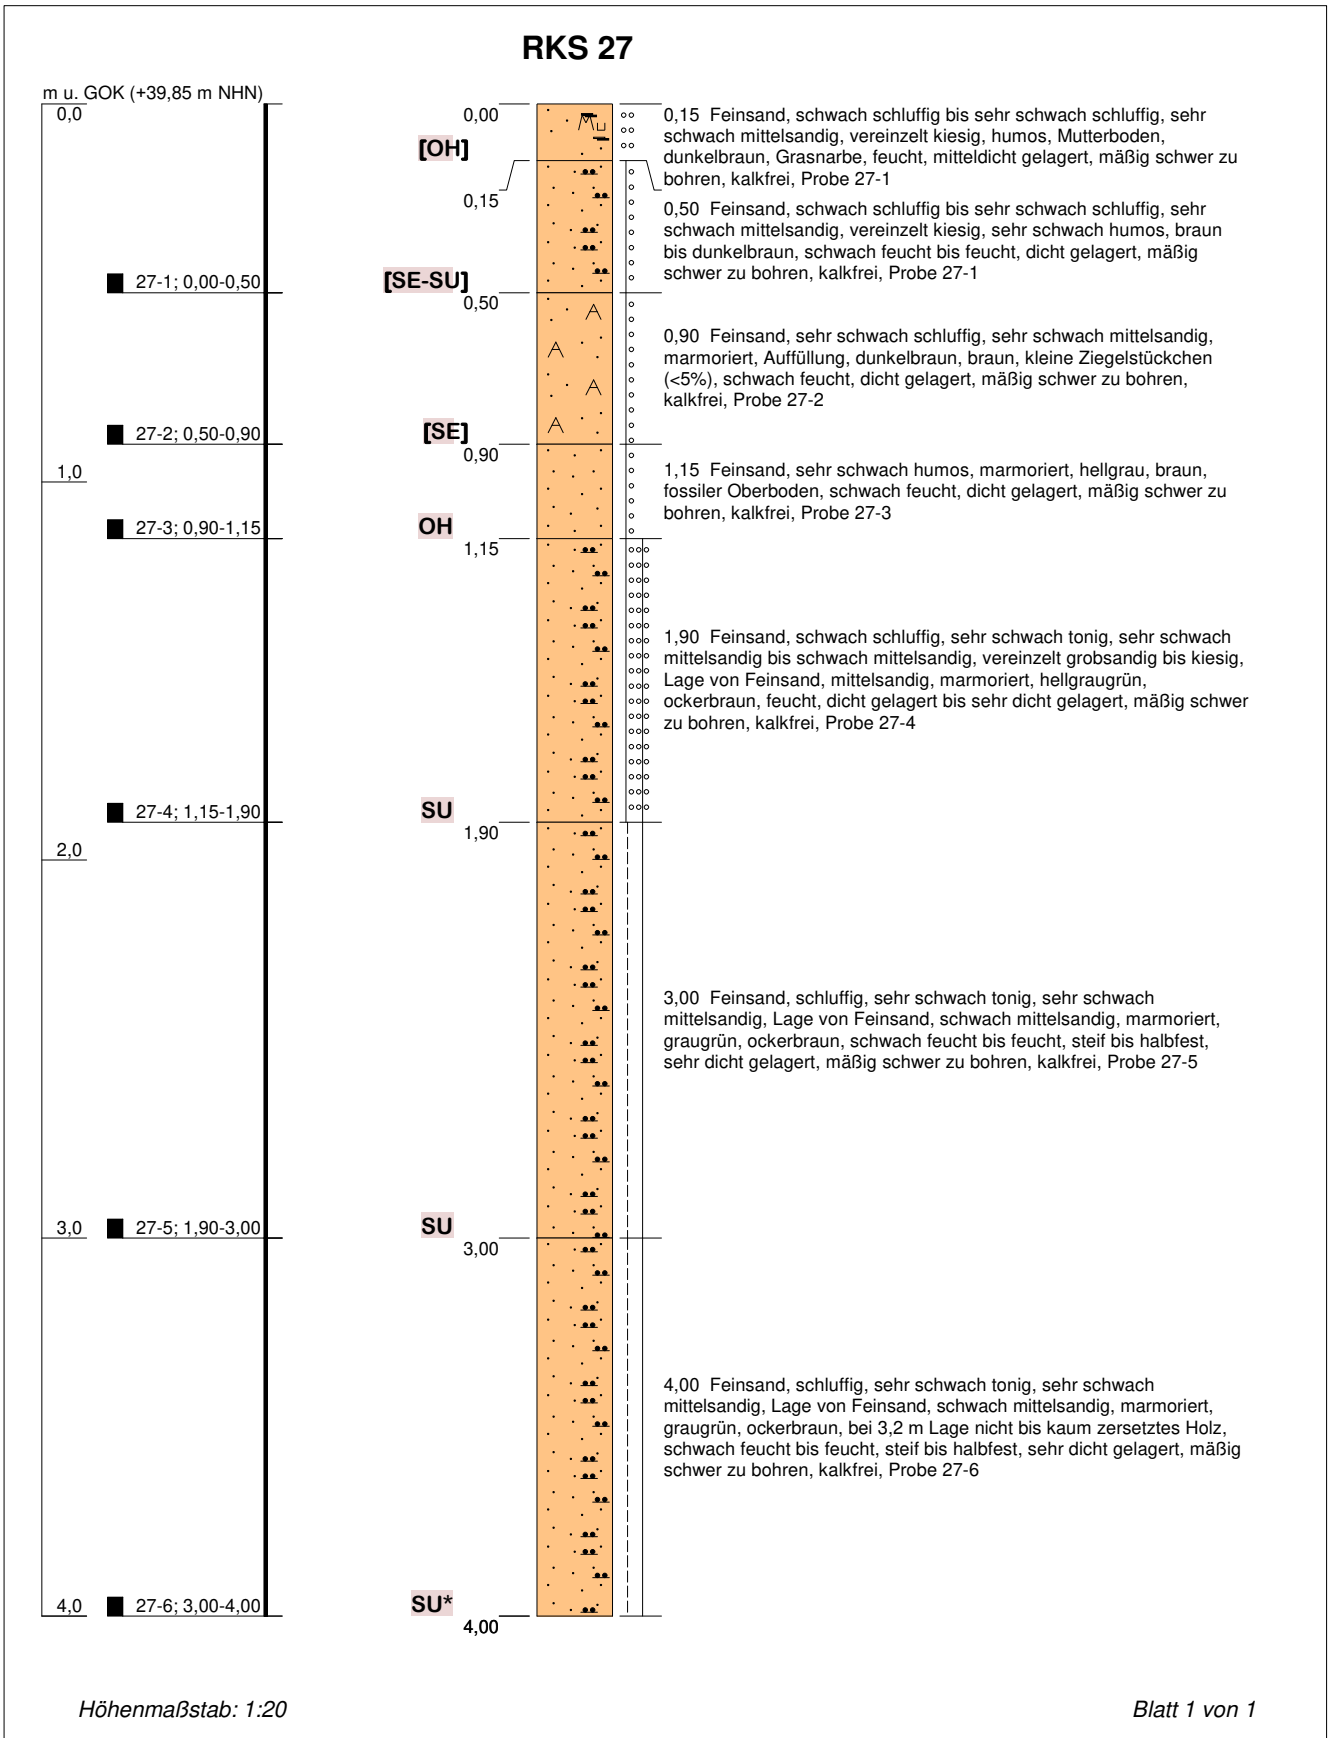 RKS 27
m u. GOK (+39,85 m NHN)
0,0
0,00
Mu
0,15 Feinsand, schwach schluffig bis sehr schwach schluffig, sehr
schwach mittelsandig, vereinzelt kiesig, humos, Mutterboden,
dunkelbraun, Grasnarbe, feucht, mitteldicht gelagert, mäßig schwer zu
bohren, kalkfrei, Probe 27-1
[OH]
0,15
0,50 Feinsand, schwach schluffig bis sehr schwach schluffig, sehr
schwach mittelsandig, vereinzelt kiesig, sehr schwach humos, braun
bis dunkelbraun, schwach feucht bis feucht, dicht gelagert, mäßig
schwer zu bohren, kalkfrei, Probe 27-1
27-1; 0,00-0,50
[SE-SU]
0,50
A
A
A
A
0,90 Feinsand, sehr schwach schluffig, sehr schwach mittelsandig,
marmoriert, Auffüllung, dunkelbraun, braun, kleine Ziegelstückchen
(<5%), schwach feucht, dicht gelagert, mäßig schwer zu bohren,
kalkfrei, Probe 27-2
27-2; 0,50-0,90
[SE]
0,90
1,0
1,15 Feinsand, sehr schwach humos, marmoriert, hellgrau, braun,
fossiler Oberboden, schwach feucht, dicht gelagert, mäßig schwer zu
bohren, kalkfrei, Probe 27-3
27-3; 0,90-1,15
OH
1,15
1,90 Feinsand, schwach schluffig, sehr schwach tonig, sehr schwach
mittelsandig bis schwach mittelsandig, vereinzelt grobsandig bis kiesig,
Lage von Feinsand, mittelsandig, marmoriert, hellgraugrün,
ockerbraun, feucht, dicht gelagert bis sehr dicht gelagert, mäßig schwer
zu bohren, kalkfrei, Probe 27-4
27-4; 1,15-1,90
SU
1,90
2,0
3,00 Feinsand, schluffig, sehr schwach tonig, sehr schwach
mittelsandig, Lage von Feinsand, schwach mittelsandig, marmoriert,
graugrün, ockerbraun, schwach feucht bis feucht, steif bis halbfest,
sehr dicht gelagert, mäßig schwer zu bohren, kalkfrei, Probe 27-5
3,0
27-5; 1,90-3,00
SU
3,00
4,00 Feinsand, schluffig, sehr schwach tonig, sehr schwach
mittelsandig, Lage von Feinsand, schwach mittelsandig, marmoriert,
graugrün, ockerbraun, bei 3,2 m Lage nicht bis kaum zersetztes Holz,
schwach feucht bis feucht, steif bis halbfest, sehr dicht gelagert, mäßig
schwer zu bohren, kalkfrei, Probe 27-6
4,0
27-6; 3,00-4,00
SU*
4,00
Höhenmaßstab: 1:20
Blatt 1 von 1